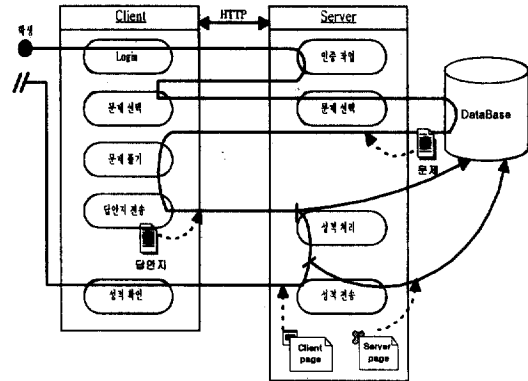 Client
HTTP
Server
학생
Login
인증 작업
문제 선택
문제 선택
DataBase
문제 풀기
문제
답안지 전송
성적 처리
답안지
성적 확인
성적 전송
Client
page
Server
page